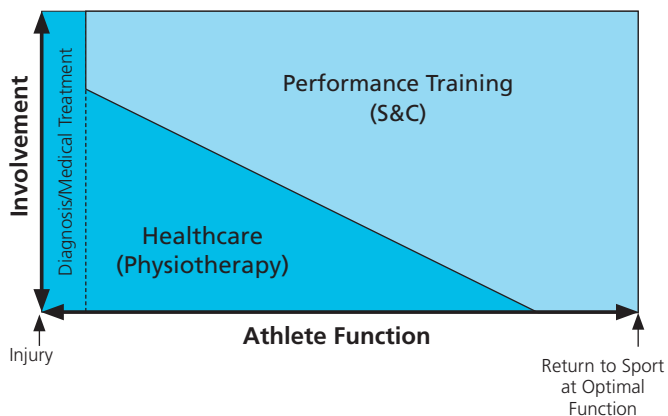 Involvement
Diagnosis/Medical Treatment
Performance Training
(S&C)
Healthcare
(Physiotherapy)
Athlete Function
Injury
Return to Sport
at Optimal
Function